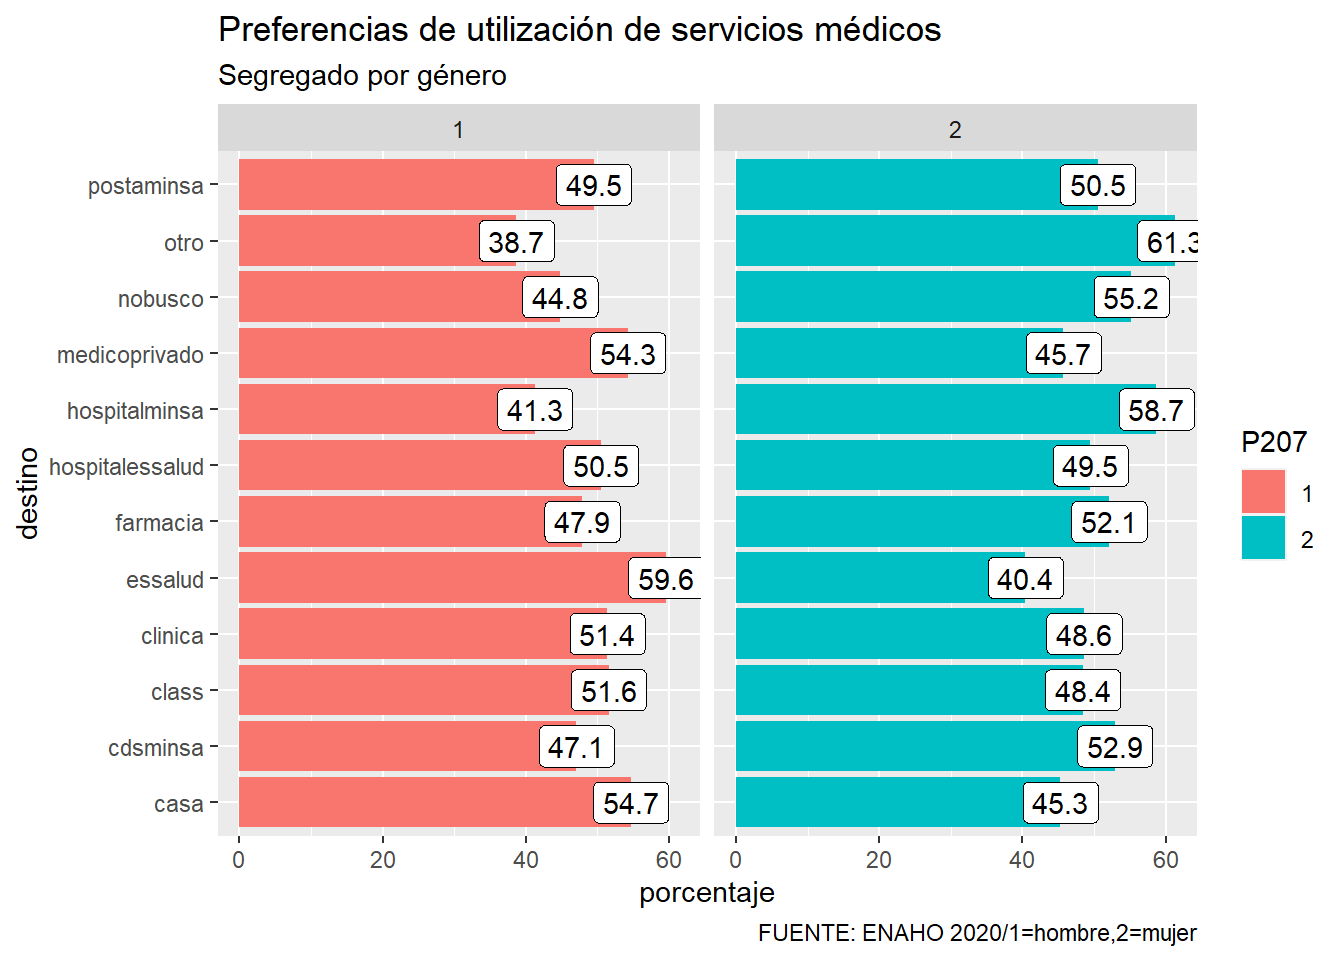 Preferencias de utilización de servicios médicos
Segregado por género
1 2
postaminsa 49.5 50.5
otro 38.7 61.3
nobusco 44.8 55.2
medicoprivado 54.3 45.7
hospitalminsa 41.3 58.7
hospitalessalud 50.5 49.5
farmacia 47.9 52.1
essalud 59.6 40.4
clinica 51.4 48.6
class 51.6 48.4
cdsminsa 47.1 52.9
casa 54.7 45.3
0 20 40 60 0 20 40 60
porcentaje
destino
P207
1
2
FUENTE: ENAHO 2020/1=hombre,2=mujer